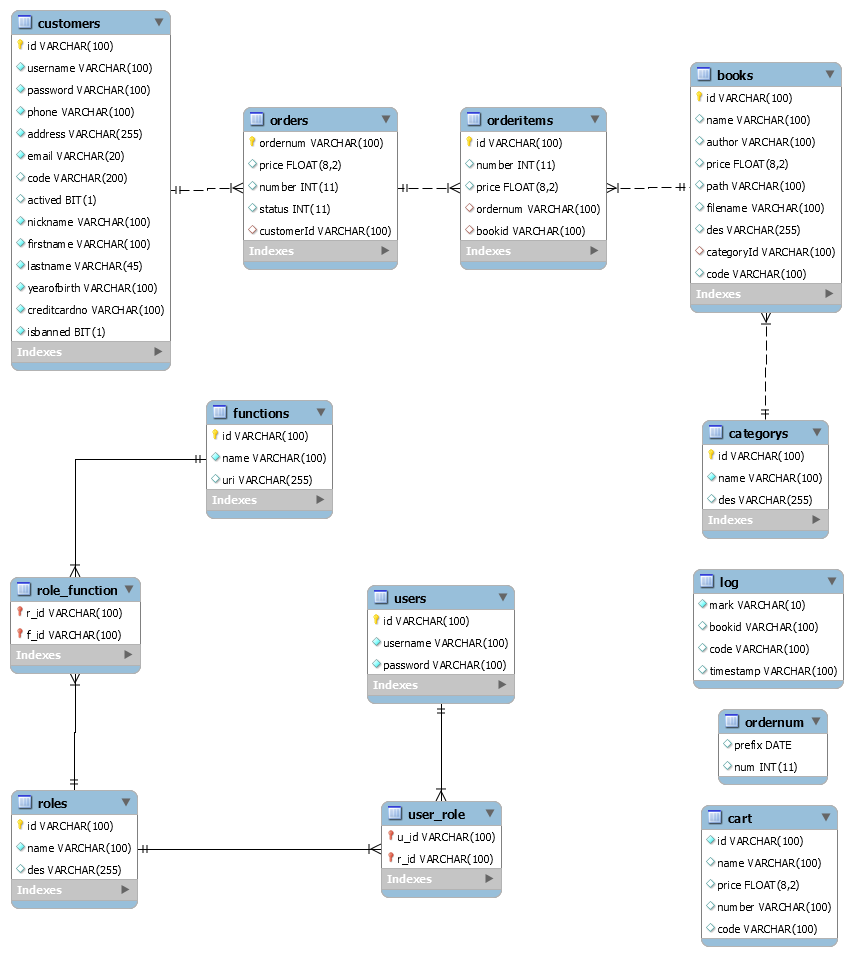 customers
id VARCHAR(100)
username VARCHAR(100)
password VARCHAR(100)
phone VARCHAR(100)
address VARCHAR(255)
email VARCHAR(20)
code VARCHAR(200)
actived BIT(1)
nickname VARCHAR(100)
firstname VARCHAR(100)
lastname VARCHAR(45)
yearofbirth VARCHAR(100)
creditcardno VARCHAR(100)
isbanned BIT(1)
Indexes
orders
ordernum VARCHAR(100)
price FLOAT(8,2)
number INT(11)
status INT(11)
customerId VARCHAR(100)
Indexes
orderitems
id VARCHAR(100)
number INT(11)
price FLOAT(8,2)
ordernum VARCHAR(100)
bookid VARCHAR(100)
Indexes
books
id VARCHAR(100)
name VARCHAR(100)
author VARCHAR(100)
price FLOAT(8,2)
path VARCHAR(100)
filename VARCHAR(100)
des VARCHAR(255)
categoryId VARCHAR(100)
code VARCHAR(100)
Indexes
functions
id VARCHAR(100)
name VARCHAR(100)
uri VARCHAR(255)
Indexes
categorys
id VARCHAR(100)
name VARCHAR(100)
des VARCHAR(255)
Indexes
role_function
r_id VARCHAR(100)
f_id VARCHAR(100)
Indexes
users
id VARCHAR(100)
username VARCHAR(100)
password VARCHAR(100)
Indexes
log
mark VARCHAR(10)
bookid VARCHAR(100)
code VARCHAR(100)
timestamp VARCHAR(100)
ordernum
prefix DATE
num INT(11)
roles
id VARCHAR(100)
name VARCHAR(100)
des VARCHAR(255)
Indexes
user_role
u_id VARCHAR(100)
r_id VARCHAR(100)
Indexes
cart
id VARCHAR(100)
name VARCHAR(100)
price FLOAT(8,2)
number VARCHAR(100)
code VARCHAR(100)